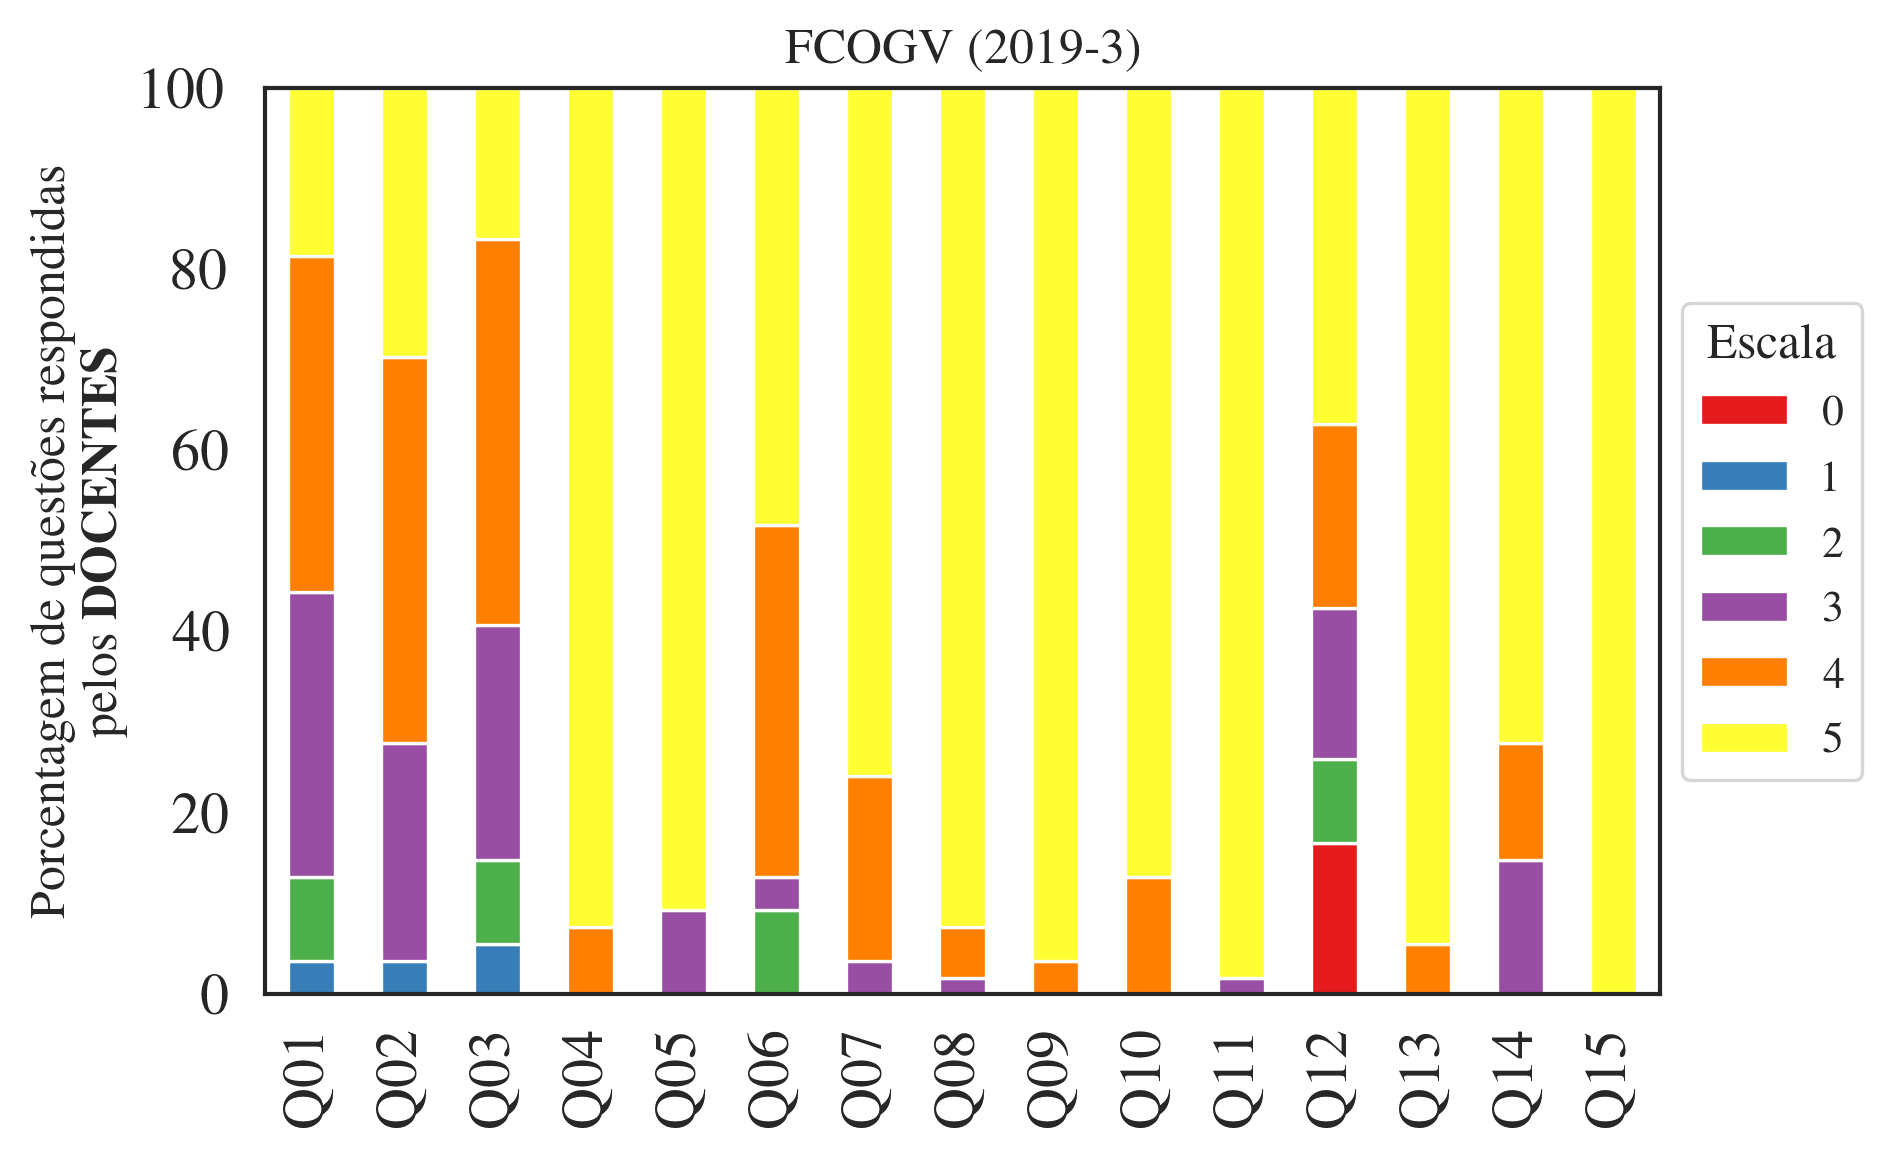 FCOGV (2019-3)
Porcentagem de questões respondidas
pelos DOCENTES
100
80
60
40
20
0
Q01
Q02
Q03
Q04
Q05
Q06
Q07
Q08
Q09
Q10
Q11
Q12
Q13
Q14
Q15
Escala
0
1
2
3
4
5